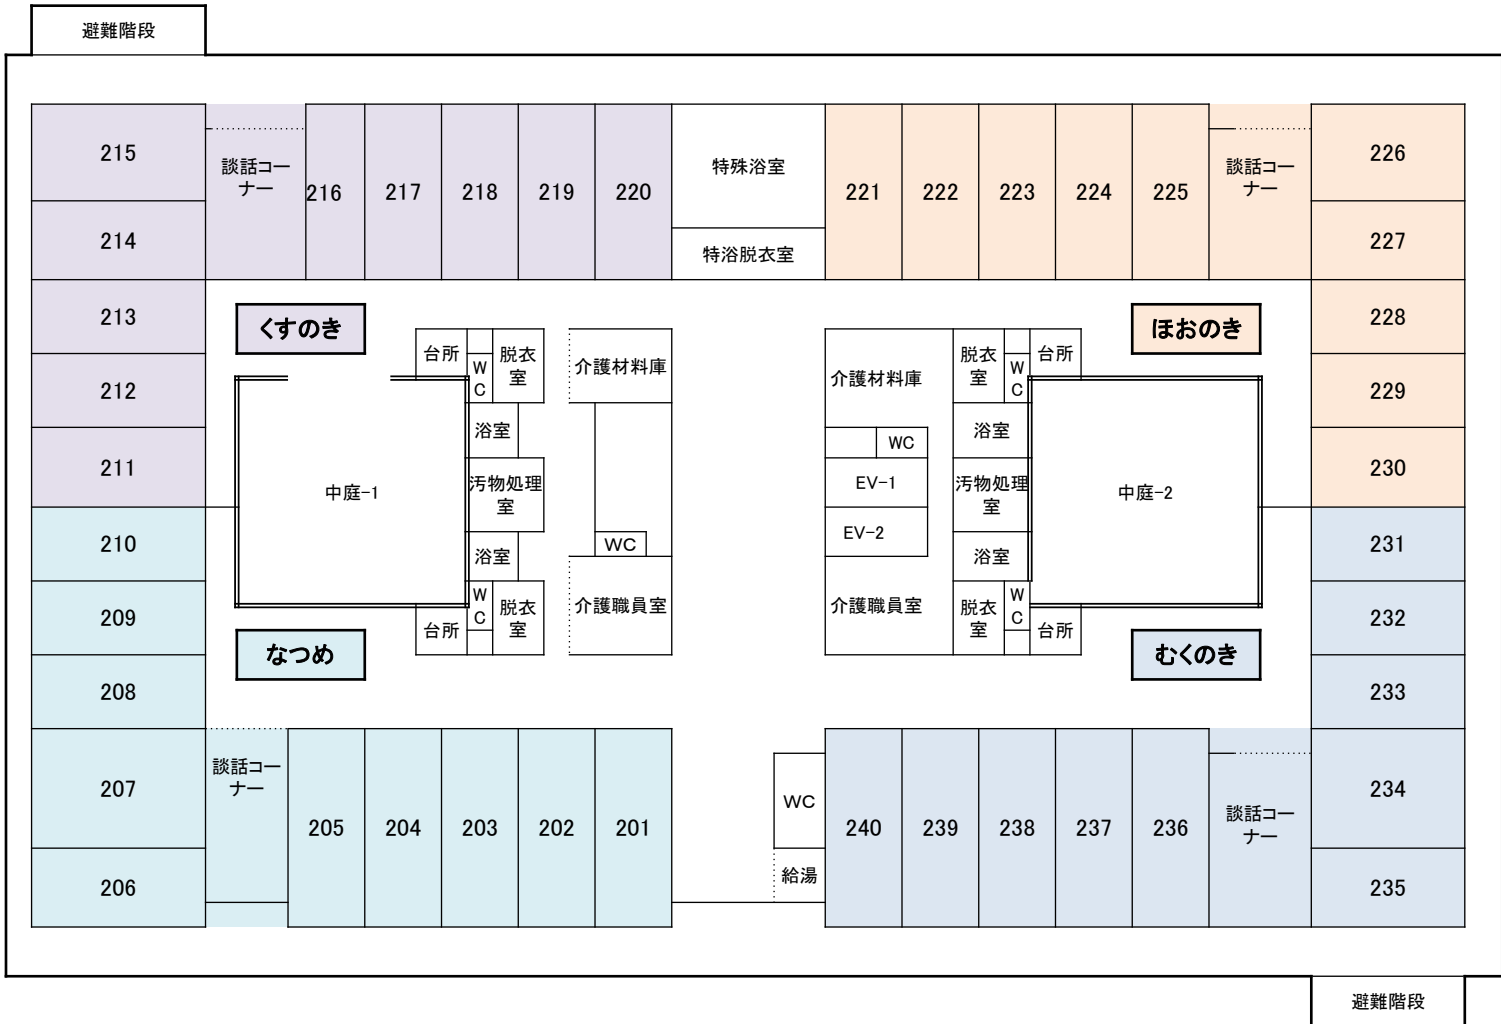 避難階段
215
談話コー
ナー
216
217
218
219
220
特殊浴室
特浴脱衣室
221
222
223
224
225
談話コー
ナー
226
214
227
213
くすのき
ほおのき
228
台所
WC
脱衣
室
介護材料庫
介護材料庫
脱衣
室
WC
台所
212
229
浴室
WC
浴室
211
中庭-1
汚物処理
室
EV-1
汚物処理
室
中庭-2
230
210
浴室
WC
EV-2
浴室
231
209
台所
WC
脱衣
室
介護職員室
介護職員室
脱衣
室
WC
台所
232
なつめ
むくのき
208
233
207
談話コー
ナー
205
204
203
202
201
WC
給湯
240
239
238
237
236
談話コー
ナー
234
206
235
避難階段